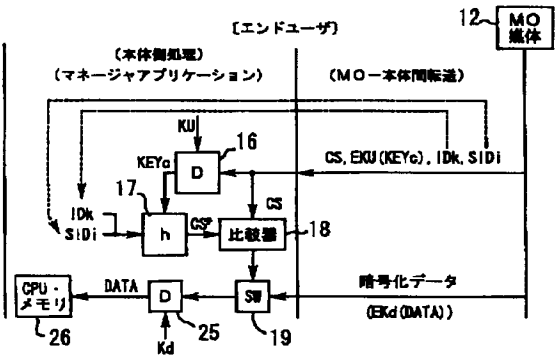 〔エンドユーザ〕
12
MO
媒体
(本体側処理)
(マネージャアプリケーション)
(MO-本体間転送)
KU
16
KEYc
D
CS, EKU(KEYc), IDk, SIDi
17
CS
IDk
SIDi
h
CS*
比較器
18
CPU・
メモリ
DATA
D
SW
暗号化データ
(EKd(DATA))
26
25
19
Kd